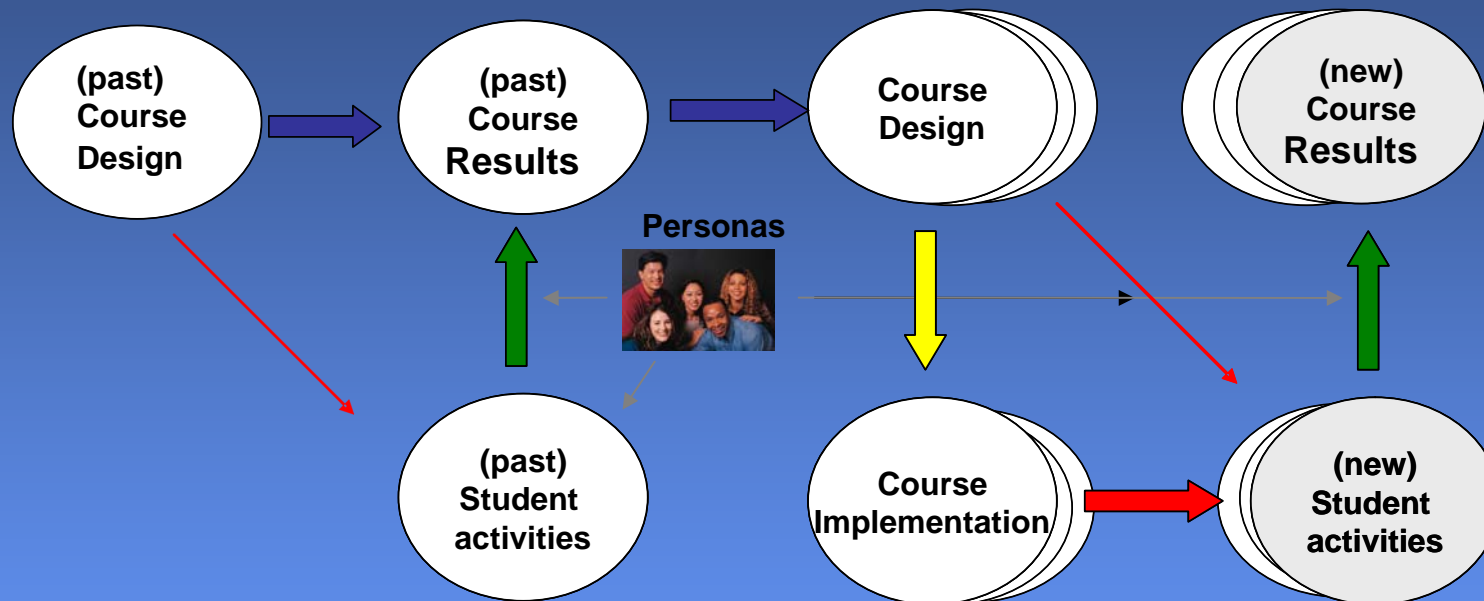 (past)
Course
Design
(past)
Course
Results
Course
Design
(new)
Course
Results
Personas
(past)
Student
activities
Course
Implementation
(new)
Student
activities